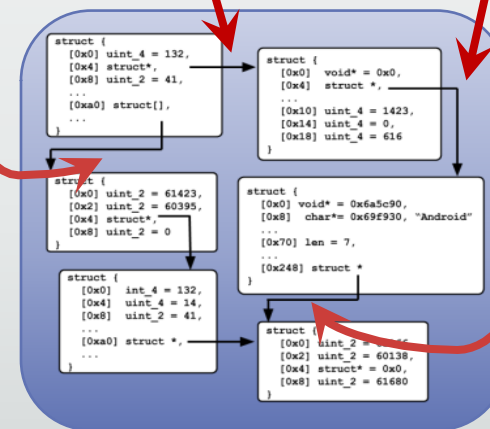 struct {
[0x0] uint_4 = 132,
[0x4] struct*,
[0x8] uint_2 = 41,
...
[0xa0] struct[],
...
}
struct {
[0x0] void* = 0x0,
[0x4] struct *,
...
[0x10] uint_4 = 1423,
[0x14] uint_4 = 0,
[0x18] uint_4 = 616
}
struct {
[0x0] uint_2 = 61423,
[0x2] uint_2 = 60395,
[0x4] struct*,
[0x8] uint_2 = 0
}
struct {
[0x0] void* = 0x6a5c90,
[0x8] char*= 0x69f930, "Android"
...
[0x70] len = 7,
...
[0x248] struct *
}
struct {
[0x0] int_4 = 132,
[0x4] uint_4 = 14,
[0x8] uint_2 = 41,
...
[0xa0] struct *,
...
}
struct {
[0x0] uint_2 =
[0x2] uint_2 = 60138,
[0x4] struct* = 0x0,
[0x8] uint_2 = 61680
}